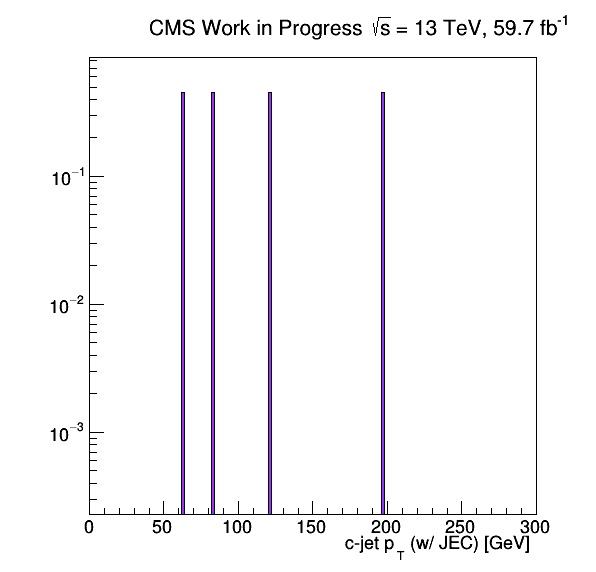 CMS Work in Progress √s = 13 TeV, 59.7 fb⁻¹
10⁻¹
10⁻²
10⁻³
0 50 100 150 200 250 300
c-jet p_T (w/ JEC) [GeV]